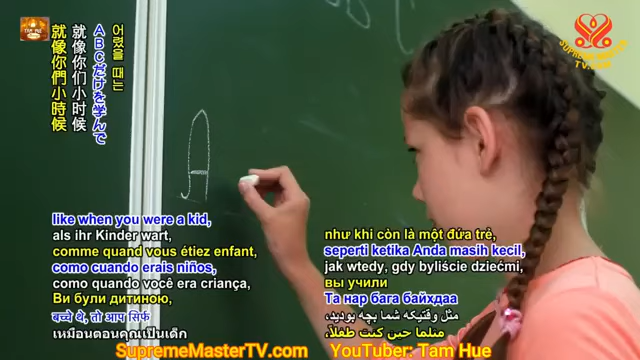 어렸을 때는
ABCだけを学んで
就像你们小时候
就像你們小時候
SUPREME MASTER
TV.com
A
like when you were a kid,
als ihr Kinder wart,
comme quand vous étiez enfant,
como cuando erais niños,
como quando você era criança,
Ви були дитиною,
बच्चे थे, तो आप सिर्फ
เหมือนตอนคุณเป็นเด็ก
như khi còn là một đứa trẻ,
seperti ketika Anda masih kecil,
jak wtedy, gdy byliście dziećmi,
вы учили
Та нар бага байхдаа
مثل وقتیکه شما بچه بودید،
مثلما حين كنت طفلاً،
SupremeMasterTV.com
YouTuber: Tam Hue